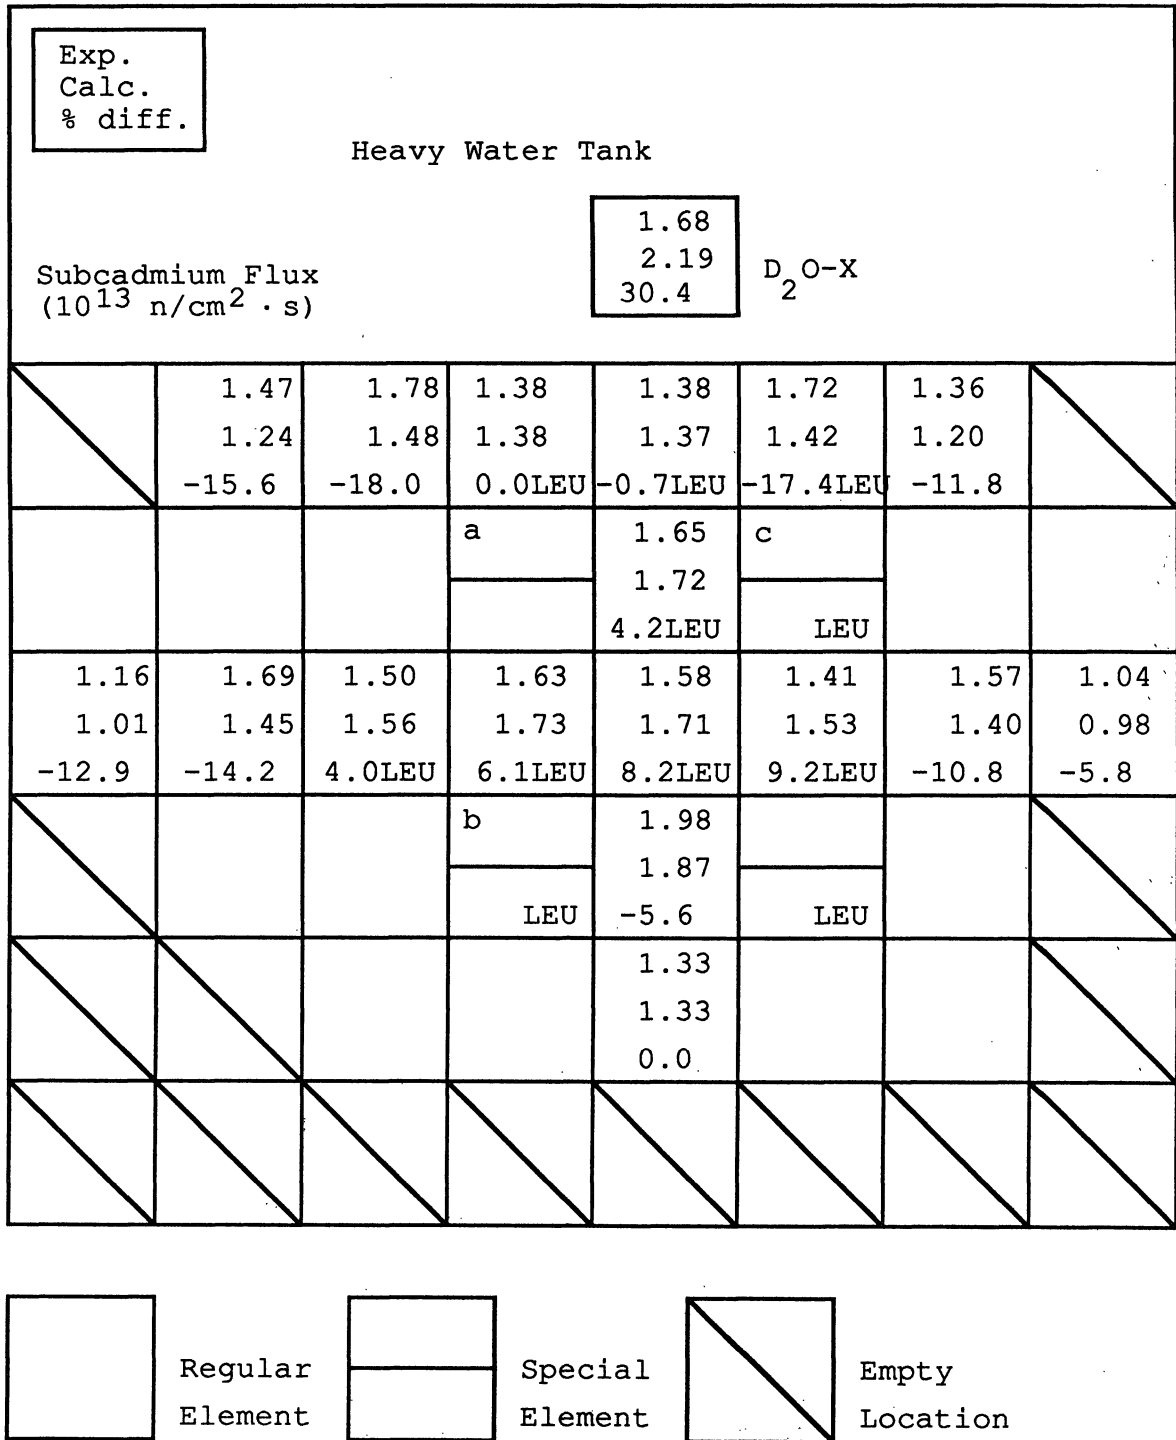 Exp.
Calc.
% diff.
Heavy Water Tank
1.68
2.19
30.4
D2O-X
Subcadmium Flux
(10^13 n/cm^2 · s)
1.47 1.78 1.38 1.38 1.72 1.36
1.24 1.48 1.38 1.37 1.42 1.20
-15.6 -18.0 0.0LEU -0.7LEU -17.4LEU -11.8
a 1.65 c
1.72
4.2LEU LEU
1.16 1.69 1.50 1.63 1.58 1.41 1.57 1.04
1.01 1.45 1.56 1.73 1.71 1.53 1.40 0.98
-12.9 -14.2 4.0LEU 6.1LEU 8.2LEU 9.2LEU -10.8 -5.8
b 1.98
1.87
LEU -5.6 LEU
1.33
1.33
0.0
Regular Special Empty
Element Element Location